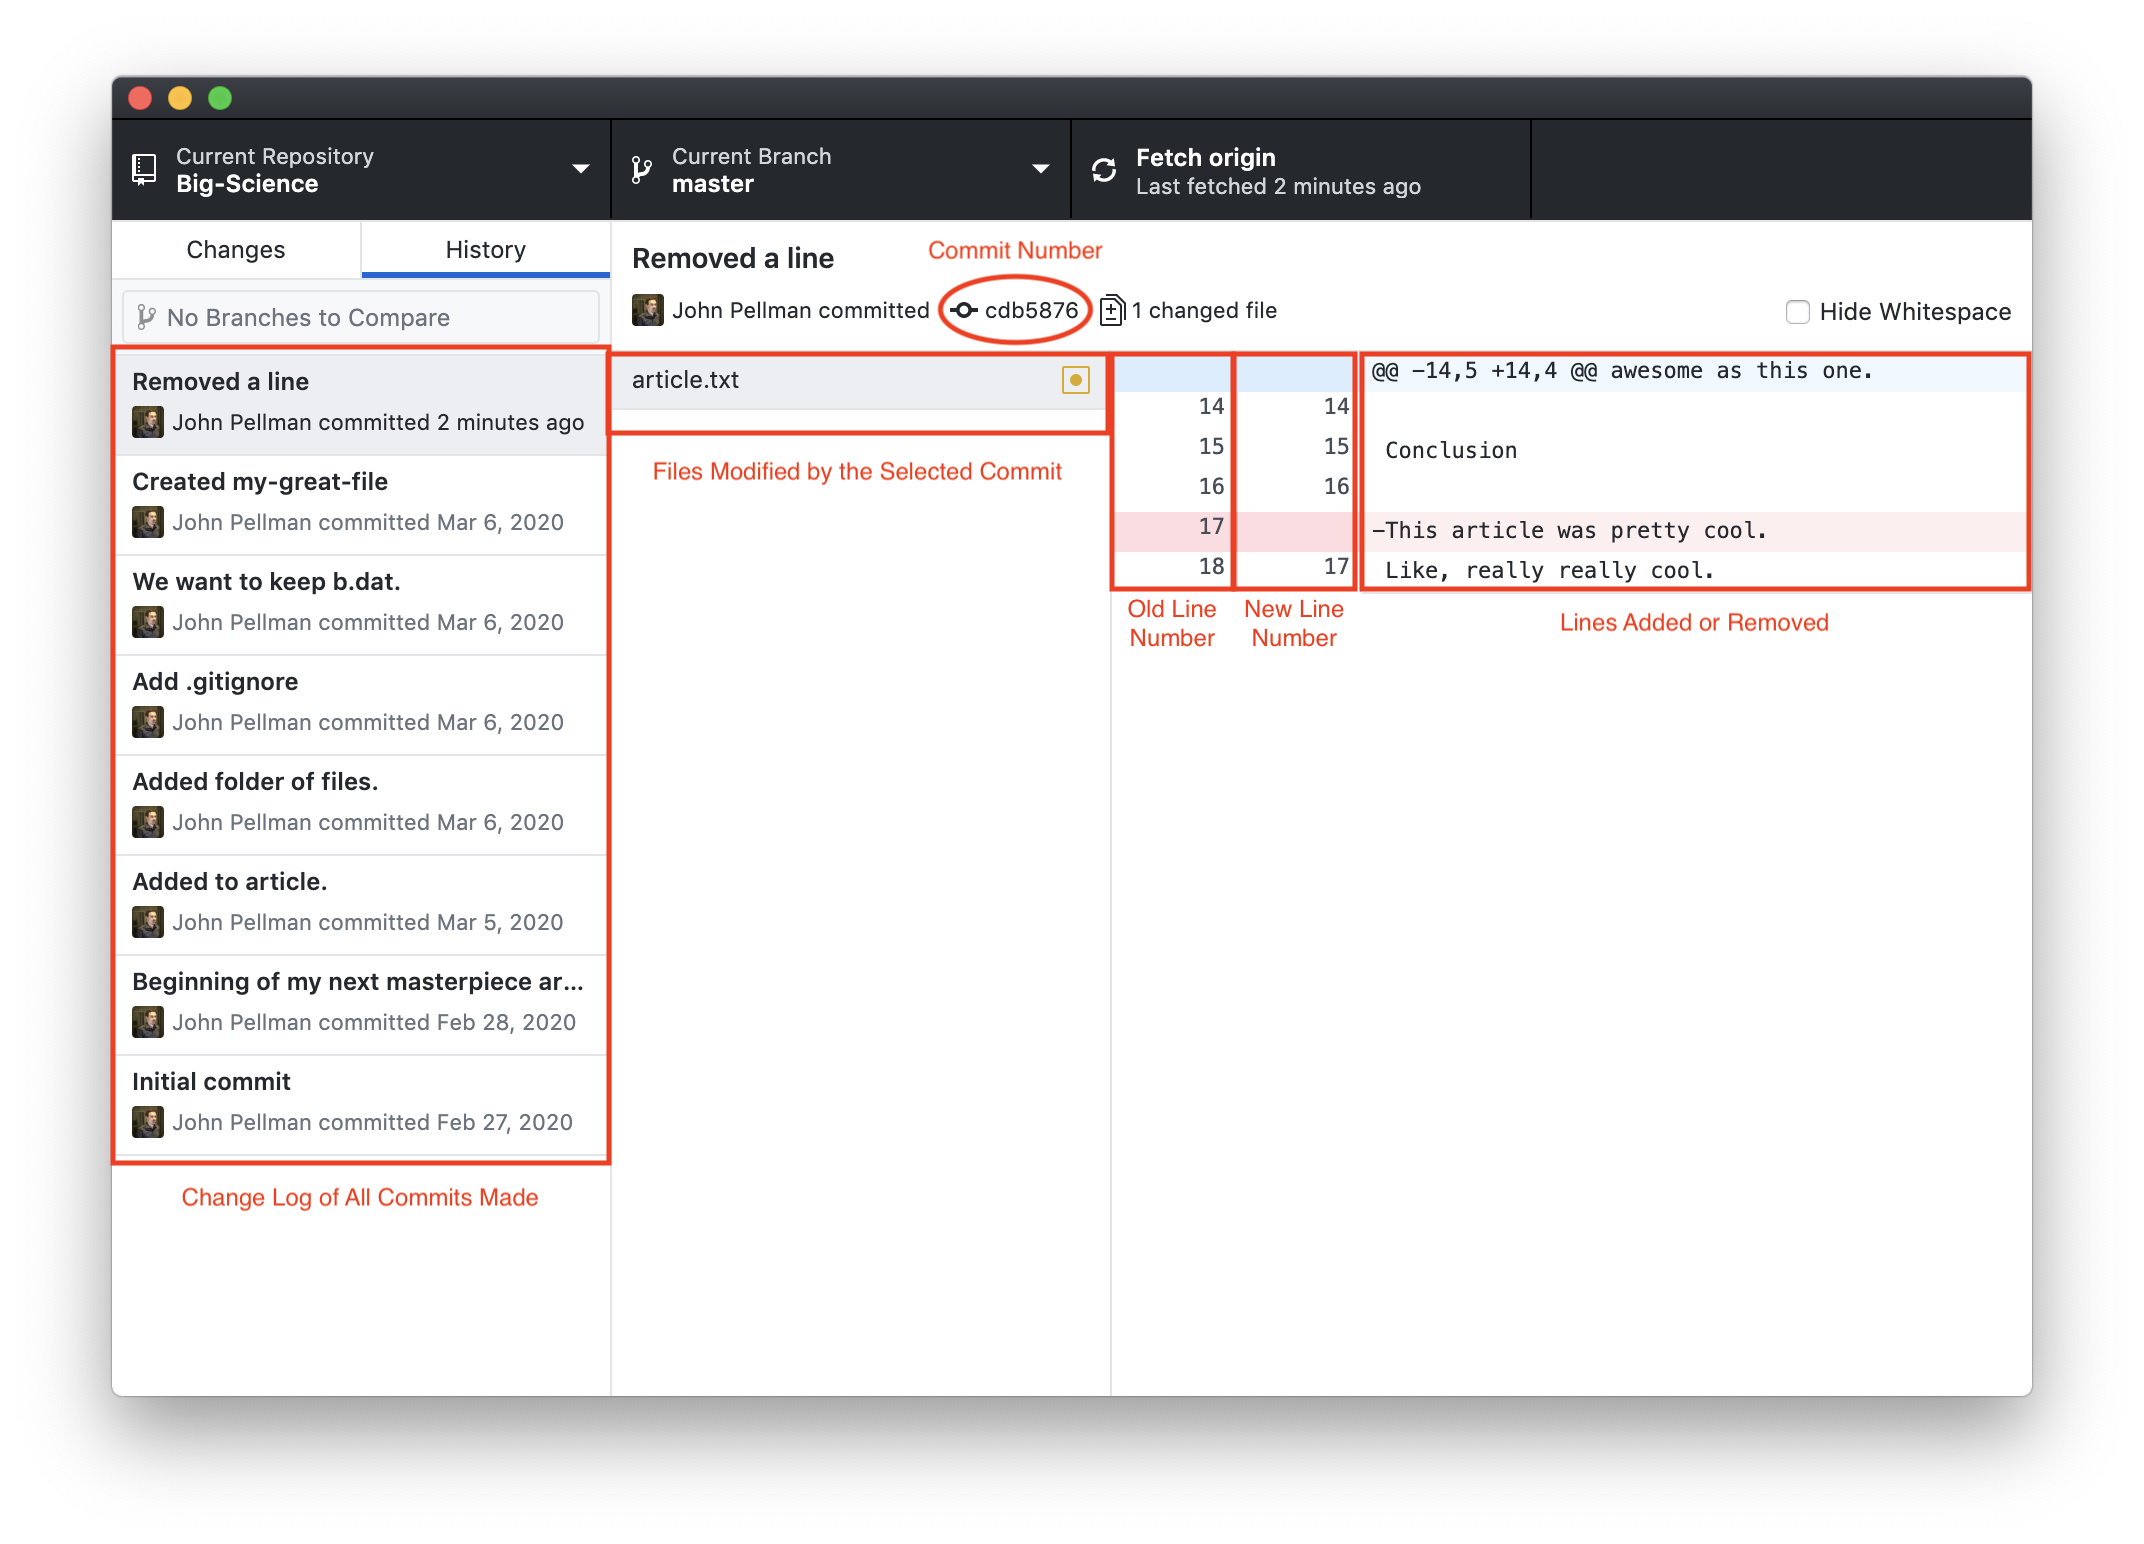 Current Repository
Big-Science
Current Branch
master
Fetch origin
Last fetched 2 minutes ago
Changes
History
No Branches to Compare
Removed a line
John Pellman committed 2 minutes ago
Created my-great-file
John Pellman committed Mar 6, 2020
We want to keep b.dat.
John Pellman committed Mar 6, 2020
Add .gitignore
John Pellman committed Mar 6, 2020
Added folder of files.
John Pellman committed Mar 6, 2020
Added to article.
John Pellman committed Mar 5, 2020
Beginning of my next masterpiece ar...
John Pellman committed Feb 28, 2020
Initial commit
John Pellman committed Feb 27, 2020
Change Log of All Commits Made
Removed a line
Commit Number
John Pellman committed cdb5876 1 changed file
Hide Whitespace
article.txt
Files Modified by the Selected Commit
@@ -14,5 +14,4 @@ awesome as this one.
14 14
15 15 Conclusion
16 16
17 -This article was pretty cool.
18 17 Like, really really cool.
Old Line
Number
New Line
Number
Lines Added or Removed